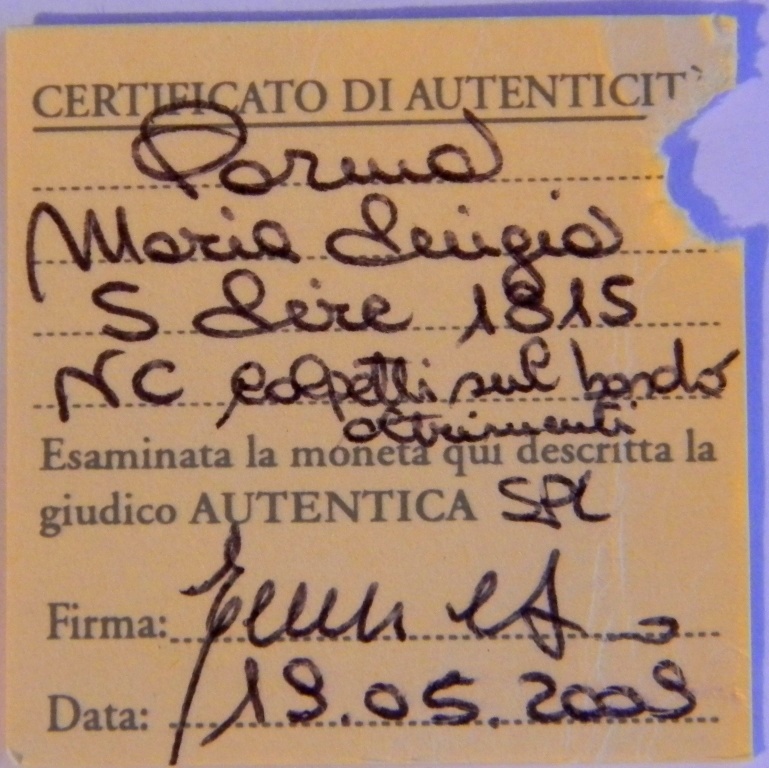 CERTIFICATO DI AUTENTICIT`
Parma
Maria Luigia
5 Lire 1815
NC colpetti sul bordo
altrimenti
Esaminata la moneta qui descritta la
giudico AUTENTICA SPL
Firma:
Data: 19.05.2009